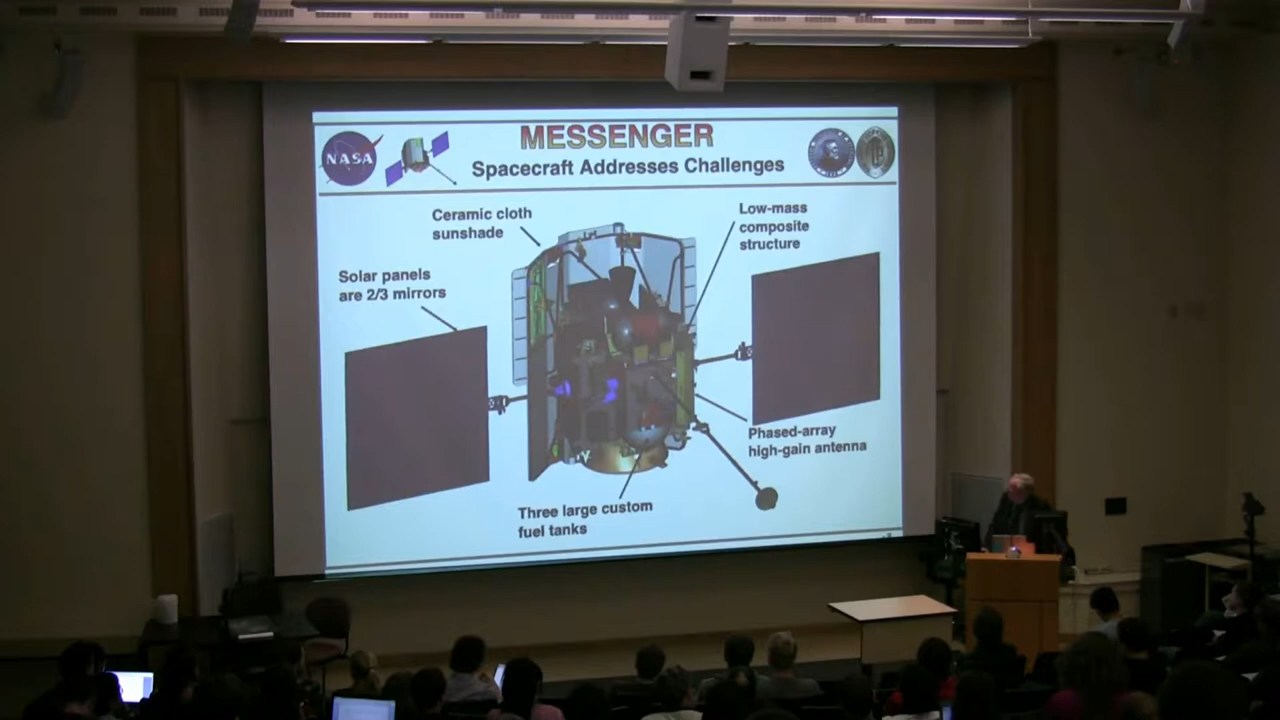 NASA
MESSENGER
Spacecraft Addresses Challenges
Ceramic cloth
sunshade
Low-mass
composite
structure
Solar panels
are 2/3 mirrors
Phased-array
high-gain antenna
Three large custom
fuel tanks